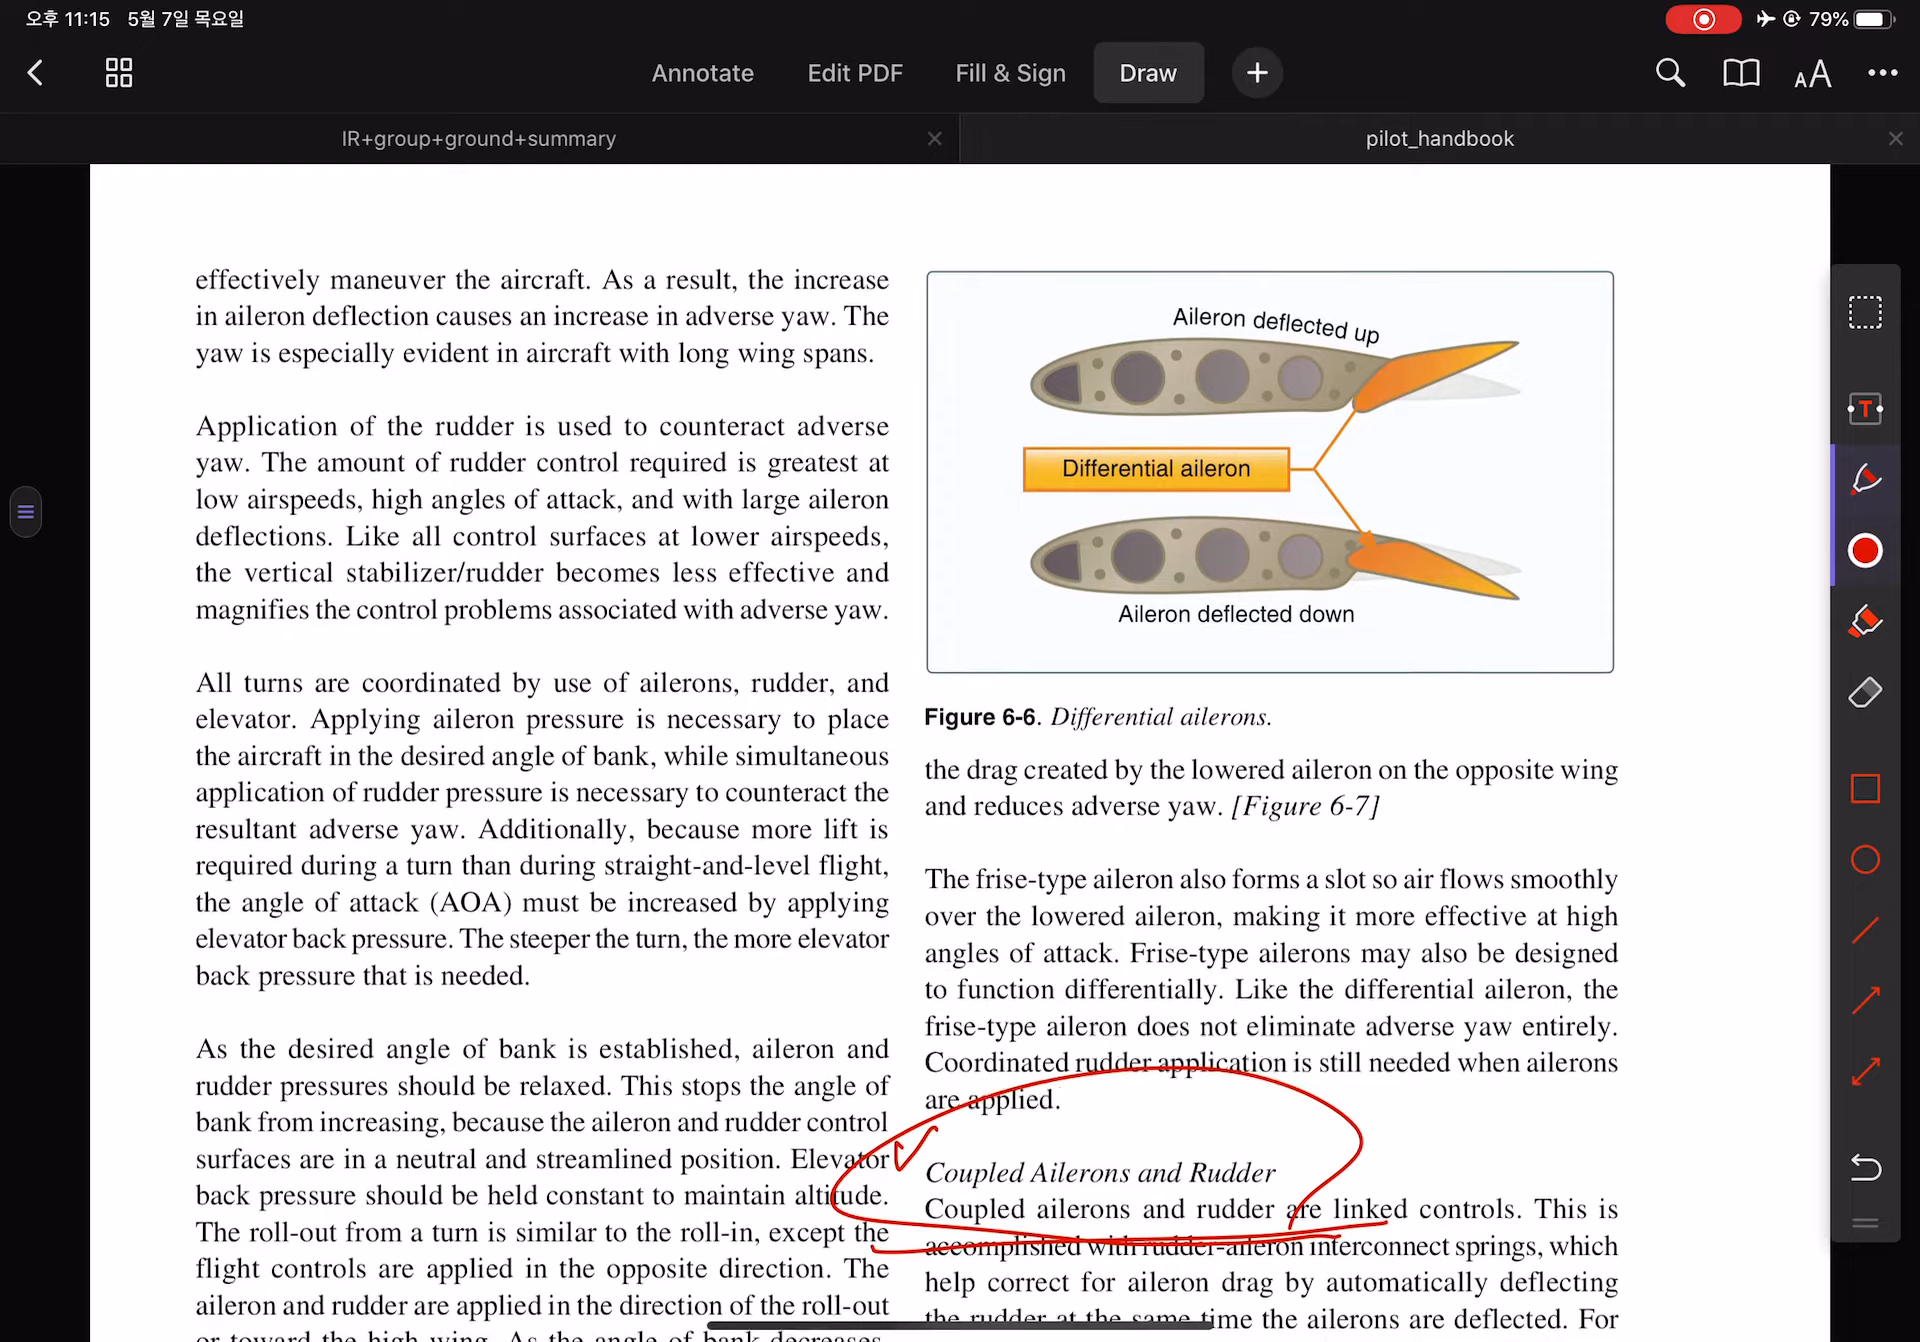 오후 11:15 5월 7일 목요일
79%
Annotate Edit PDF Fill & Sign Draw
IR+group+ground+summary
pilot_handbook
effectively maneuver the aircraft. As a result, the increase
in aileron deflection causes an increase in adverse yaw. The
yaw is especially evident in aircraft with long wing spans.
Application of the rudder is used to counteract adverse
yaw. The amount of rudder control required is greatest at
low airspeeds, high angles of attack, and with large aileron
deflections. Like all control surfaces at lower airspeeds,
the vertical stabilizer/rudder becomes less effective and
magnifies the control problems associated with adverse yaw.
All turns are coordinated by use of ailerons, rudder, and
elevator. Applying aileron pressure is necessary to place
the aircraft in the desired angle of bank, while simultaneous
application of rudder pressure is necessary to counteract the
resultant adverse yaw. Additionally, because more lift is
required during a turn than during straight-and-level flight,
the angle of attack (AOA) must be increased by applying
elevator back pressure. The steeper the turn, the more elevator
back pressure that is needed.
As the desired angle of bank is established, aileron and
rudder pressures should be relaxed. This stops the angle of
bank from increasing, because the aileron and rudder control
surfaces are in a neutral and streamlined position. Elevator
back pressure should be held constant to maintain altitude.
The roll-out from a turn is similar to the roll-in, except the
flight controls are applied in the opposite direction. The
aileron and rudder are applied in the direction of the roll-out
or toward the high wing. As the angle of bank decreases,
Aileron deflected up
Differential aileron
Aileron deflected down
Figure 6-6. Differential ailerons.
the drag created by the lowered aileron on the opposite wing
and reduces adverse yaw. [Figure 6-7]
The frise-type aileron also forms a slot so air flows smoothly
over the lowered aileron, making it more effective at high
angles of attack. Frise-type ailerons may also be designed
to function differentially. Like the differential aileron, the
frise-type aileron does not eliminate adverse yaw entirely.
Coordinated rudder application is still needed when ailerons
are applied.
Coupled Ailerons and Rudder
Coupled ailerons and rudder are linked controls. This is
accomplished with rudder-aileron interconnect springs, which
help correct for aileron drag by automatically deflecting
the rudder at the same time the ailerons are deflected. For